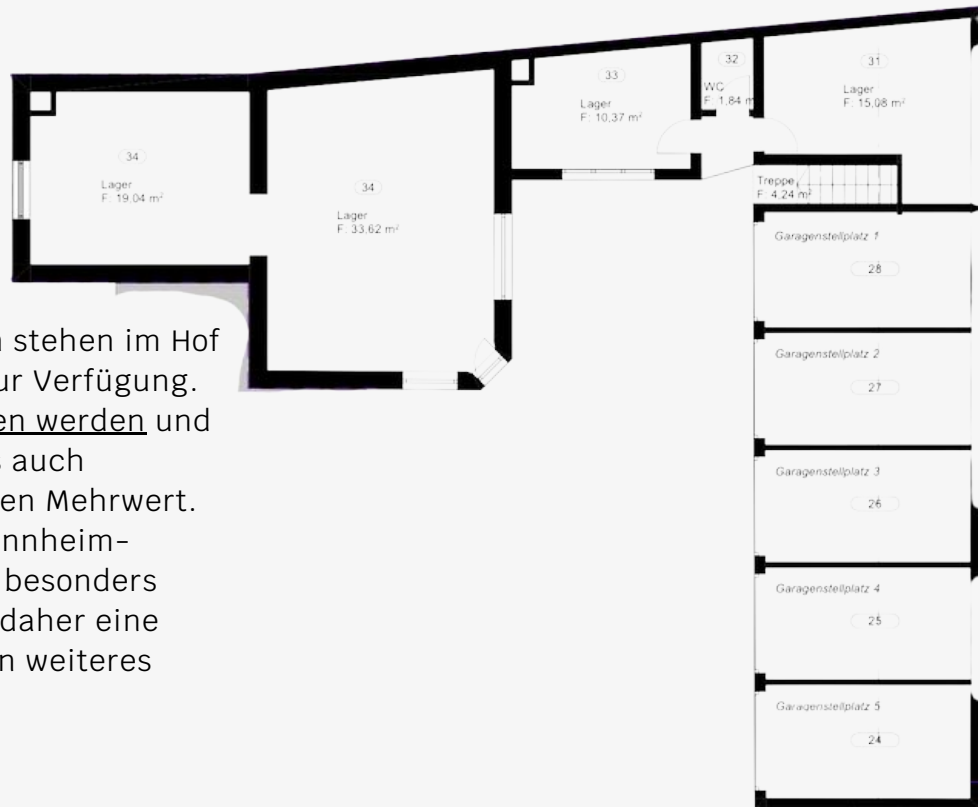 32
WC
F: 1,84 m
31
Lager
F: 15,08 m²
33
Lager
F: 10,37 m²
34
Lager
F: 19,04 m²
34
Lager
F: 33,62 m²
Treppe
F: 4,24 m²
Garagenstellplatz 1
28
Garagenstellplatz 2
27
Garagenstellplatz 3
26
Garagenstellplatz 4
25
Garagenstellplatz 5
24
stehen im Hof
ur Verfügung.
en werden und
auch
en Mehrwert.
nnheim-
besonders
daher eine
n weiteres